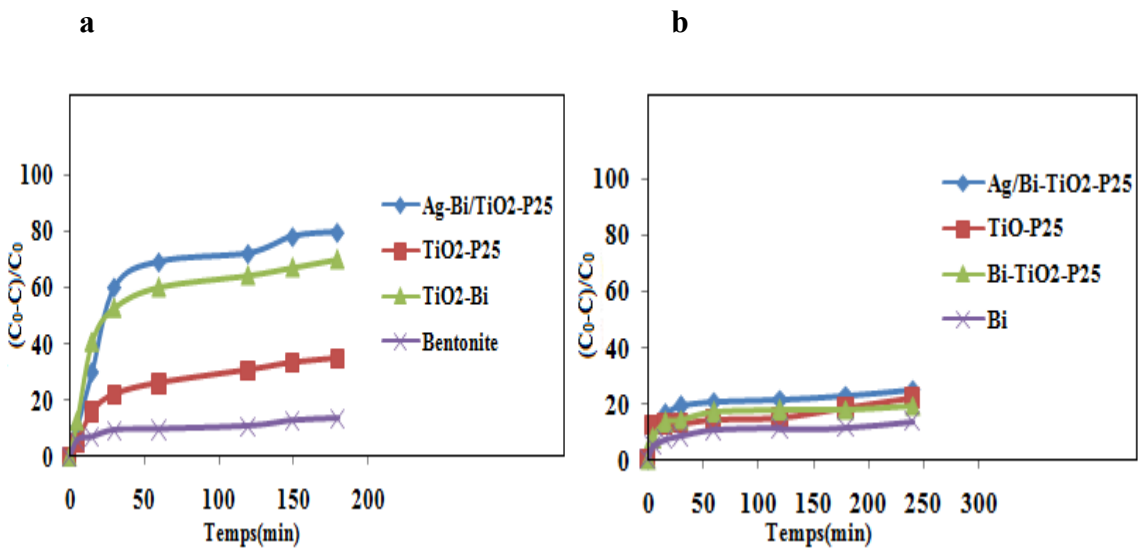 a
b
100
80
60
40
20
0
(C₀-C)/C₀
0
50
100
150
200
Temps(min)
Ag-Bi/TiO2-P25
TiO2-P25
TiO2-Bi
Bentonite
100
80
60
40
20
0
(C₀-C)/C₀
0
50
100
150
200
250
300
Temps(min)
Ag/Bi-TiO2-P25
TiO-P25
Bi-TiO2-P25
Bi